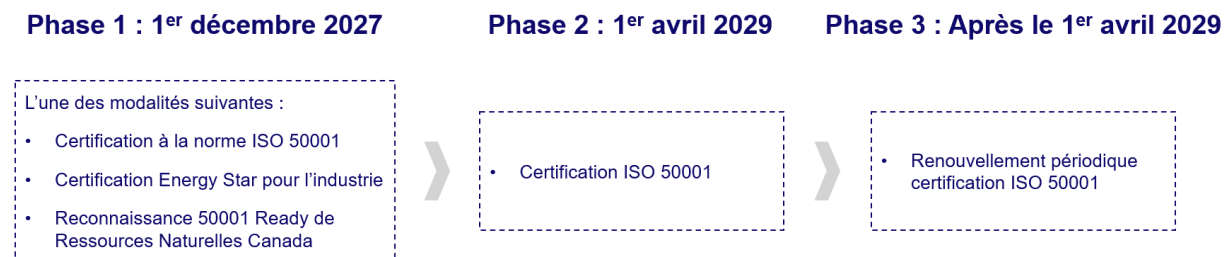 Phase 1 : 1er décembre 2027
L'une des modalités suivantes :
• Certification à la norme ISO 50001
• Certification Energy Star pour l'industrie
• Reconnaissance 50001 Ready de
Ressources Naturelles Canada
Phase 2 : 1er avril 2029
• Certification ISO 50001
Phase 3 : Après le 1er avril 2029
• Renouvellement périodique
certification ISO 50001